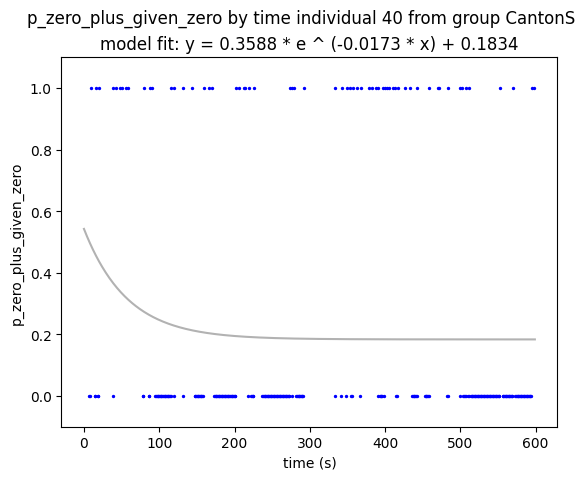 p_zero_plus_given_zero by time individual 40 from group CantonS
model fit: y = 0.3588 * e ^ (-0.0173 * x) + 0.1834
1.0
0.8
0.6
0.4
0.2
0.0
p_zero_plus_given_zero
0 100 200 300 400 500 600
time (s)